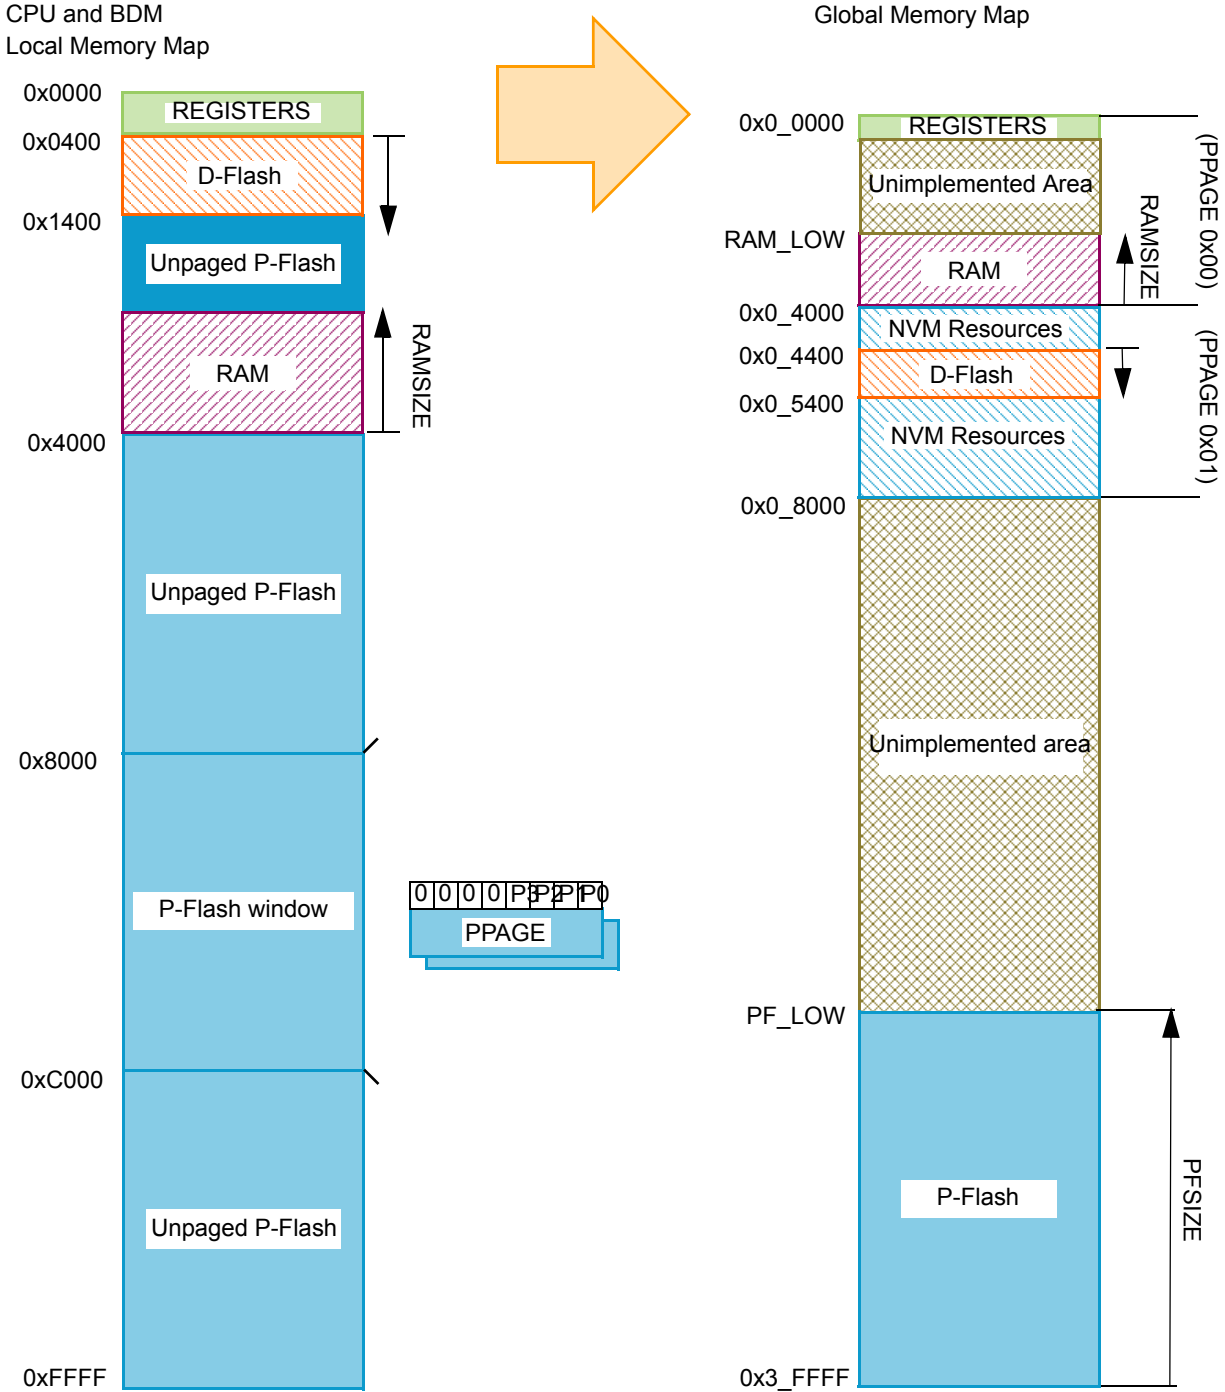 CPU and BDM
Local Memory Map
0x0000
REGISTERS
0x0400
D-Flash
0x1400
Unpaged P-Flash
RAM
RAMSIZE
0x4000
Unpaged P-Flash
0x8000
P-Flash window
0 0 0 0 P3 P2 P1 P0
PPAGE
0xC000
Unpaged P-Flash
0xFFFF
Global Memory Map
0x0_0000
REGISTERS
Unimplemented Area
(PPAGE 0x00)
RAM_LOW
RAM
RAMSIZE
0x0_4000
NVM Resources
0x0_4400
D-Flash
0x0_5400
NVM Resources
(PPAGE 0x01)
0x0_8000
Unimplemented area
PF_LOW
P-Flash
PFSIZE
0x3_FFFF